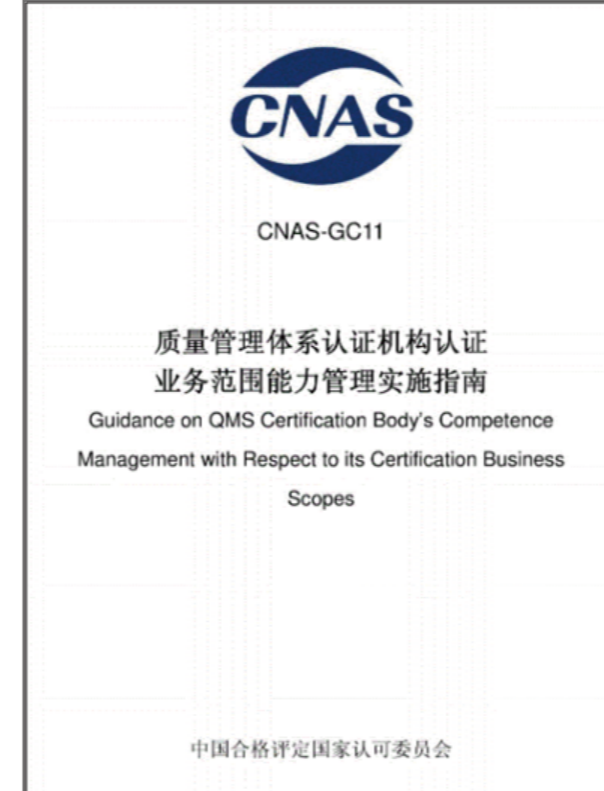 CNAS
CNAS-GC11
质量管理体系认证机构认证
业务范围能力管理实施指南
Guidance on QMS Certification Body's Competence
Management with Respect to its Certification Business
Scopes
中国合格评定国家认可委员会